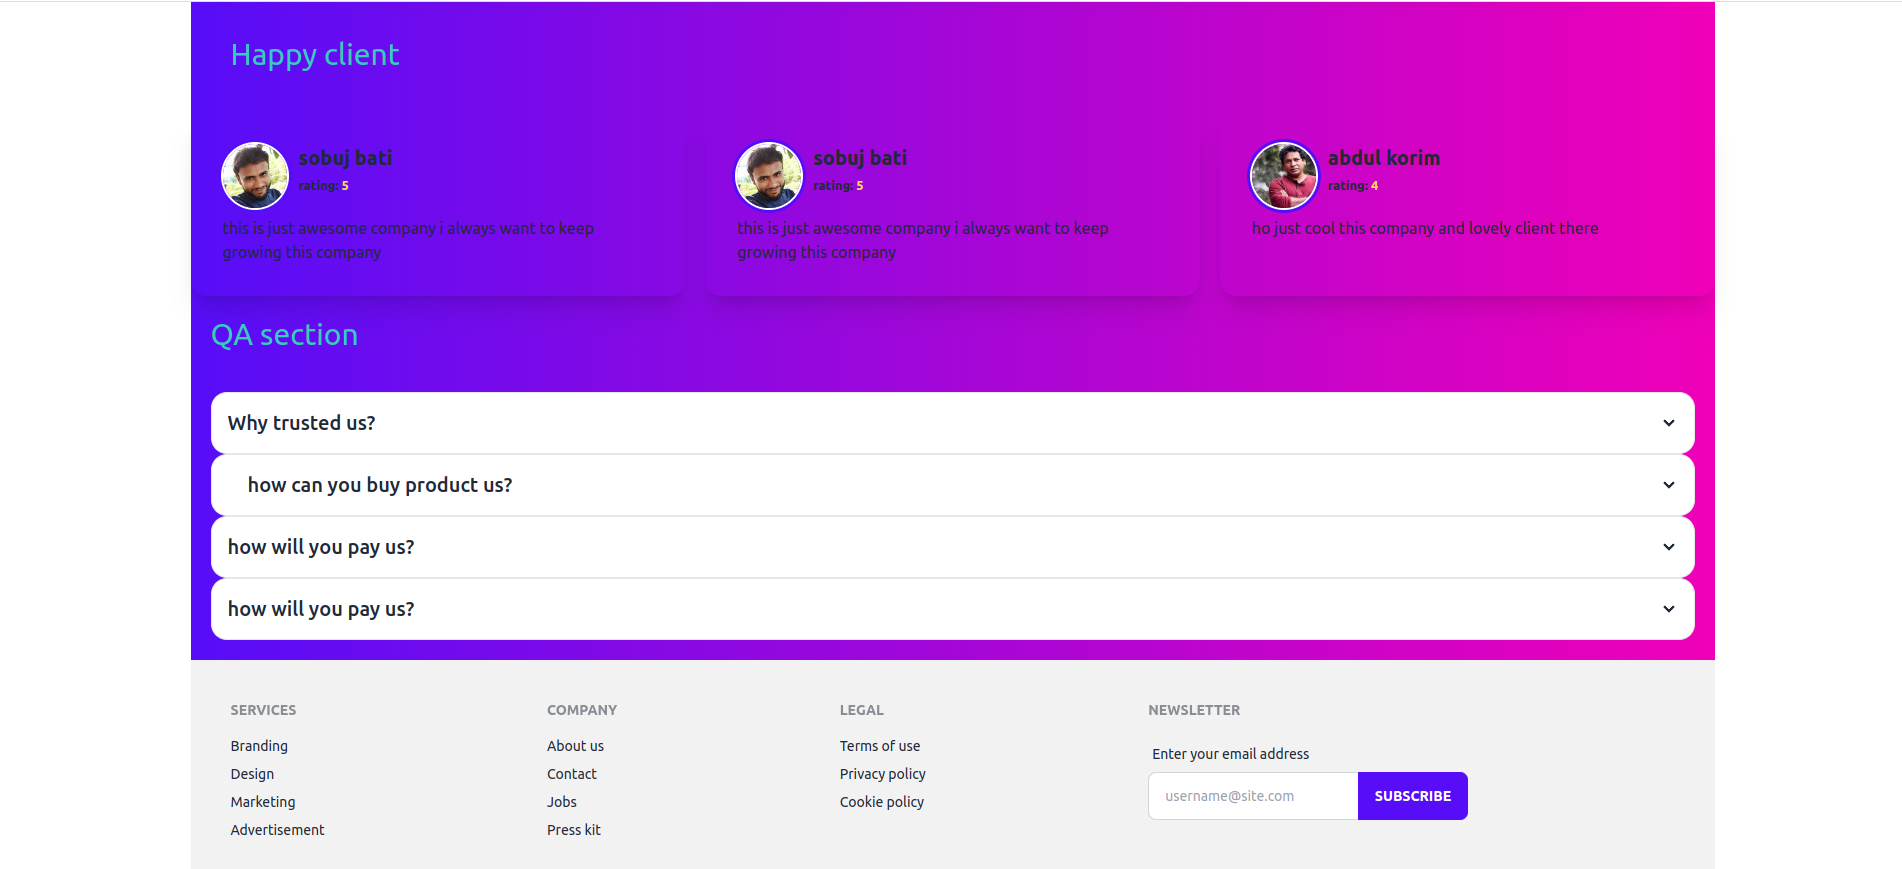 Happy client
sobuj bati
rating: 5
this is just awesome company i always want to keep
growing this company
sobuj bati
rating: 5
this is just awesome company i always want to keep
growing this company
abdul korim
rating: 4
ho just cool this company and lovely client there
QA section
Why trusted us?
how can you buy product us?
how will you pay us?
how will you pay us?
SERVICES
Branding
Design
Marketing
Advertisement
COMPANY
About us
Contact
Jobs
Press kit
LEGAL
Terms of use
Privacy policy
Cookie policy
NEWSLETTER
Enter your email address
username@site.com
SUBSCRIBE